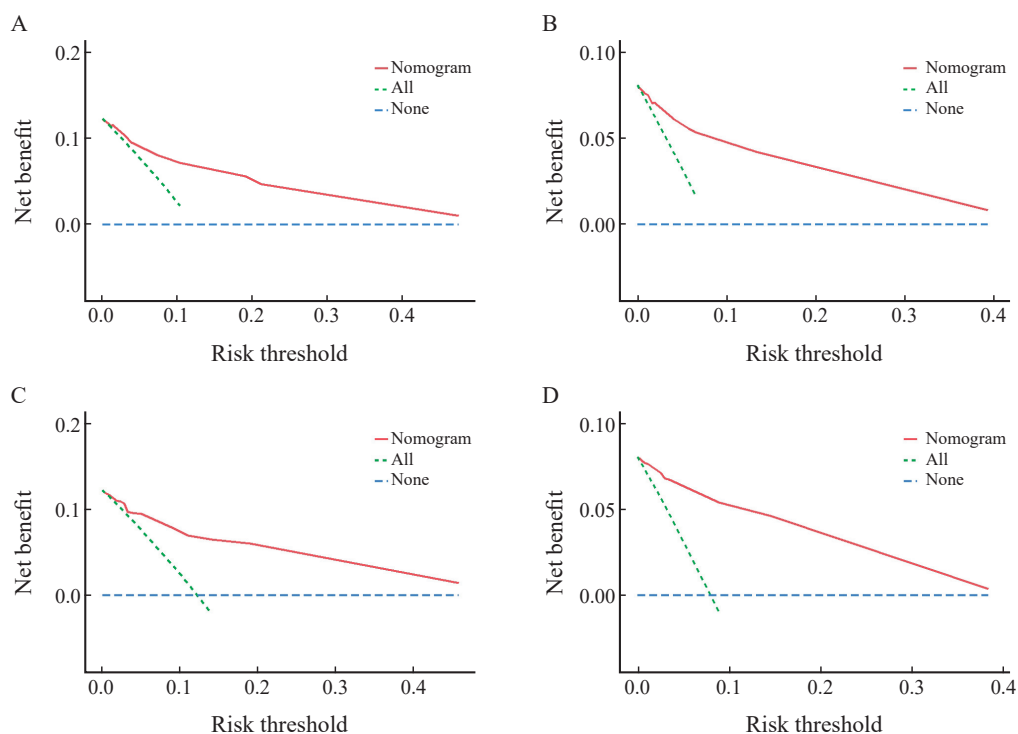 A
Net benefit
0.2
0.1
0.0
Nomogram
All
None
0.0 0.1 0.2 0.3 0.4
Risk threshold
B
Net benefit
0.10
0.05
0.00
Nomogram
All
None
0.0 0.1 0.2 0.3 0.4
Risk threshold
C
Net benefit
0.2
0.1
0.0
Nomogram
All
None
0.0 0.1 0.2 0.3 0.4
Risk threshold
D
Net benefit
0.10
0.05
0.00
Nomogram
All
None
0.0 0.1 0.2 0.3 0.4
Risk threshold